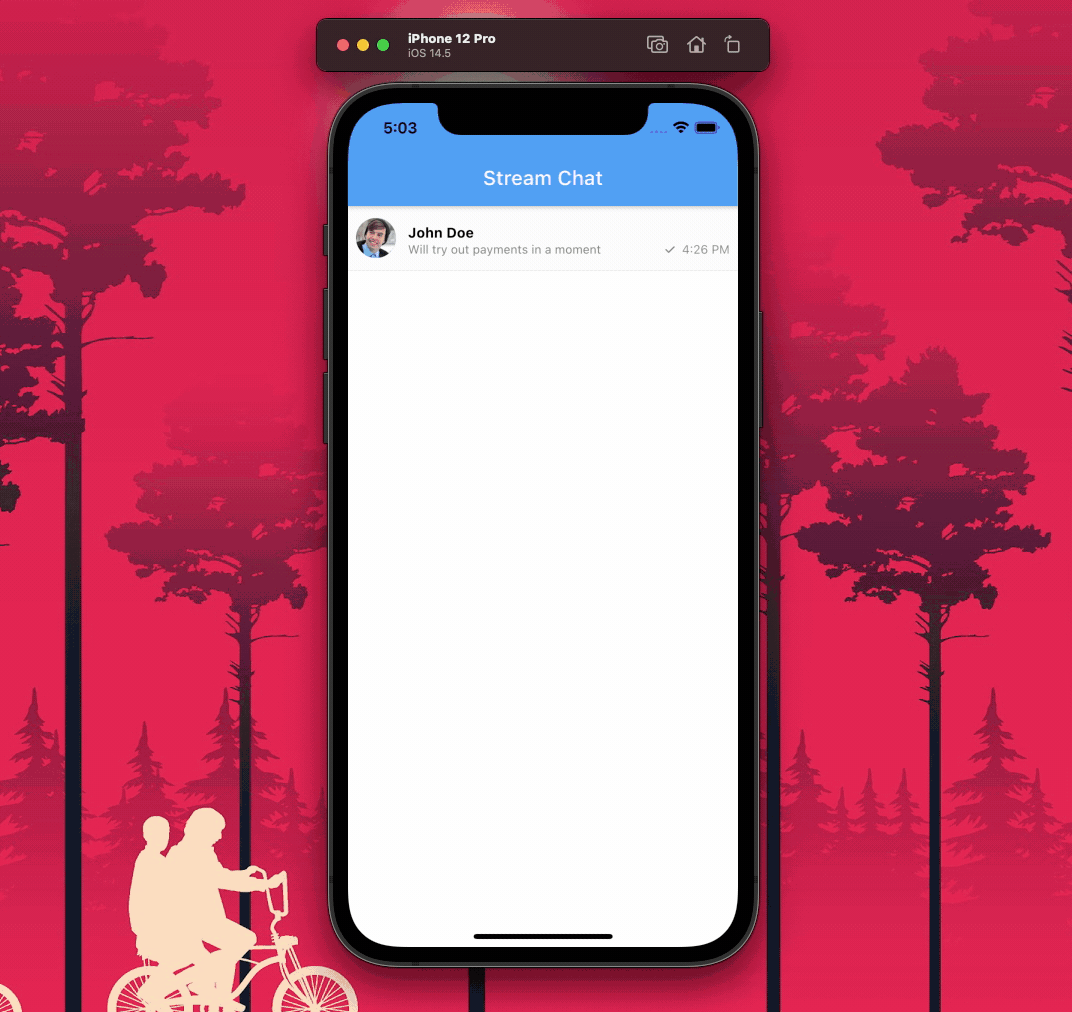 iPhone 12 Pro
iOS 14.5
5:03
Stream Chat
John Doe
Will try out payments in a moment
4:26 PM